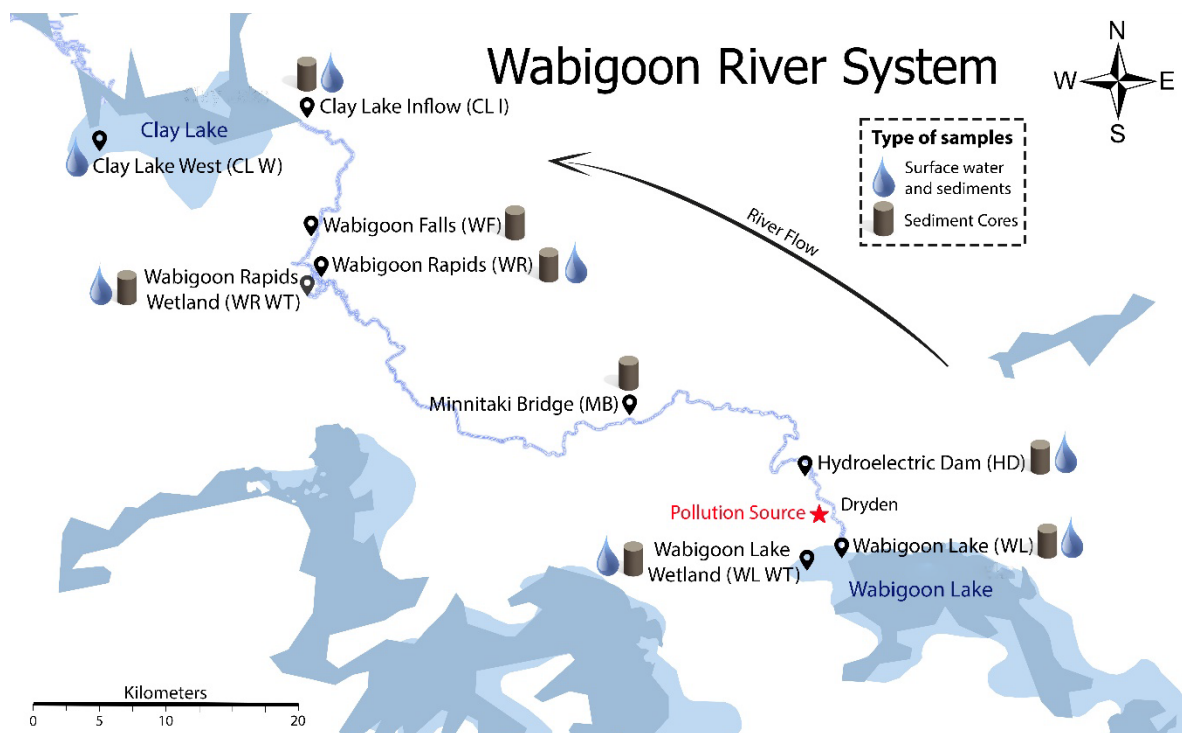 Wabigoon River System
N
W E
S
Clay Lake Inflow (CL I)
Clay Lake
Clay Lake West (CL W)
Type of samples
Surface water
and sediments
Sediment Cores
River Flow
Wabigoon Falls (WF)
Wabigoon Rapids (WR)
Wabigoon Rapids
Wetland (WR WT)
Minnitaki Bridge (MB)
Hydroelectric Dam (HD)
Pollution Source
Dryden
Wabigoon Lake
Wetland (WL WT)
Wabigoon Lake (WL)
Wabigoon Lake
Kilometers
0 5 10 20